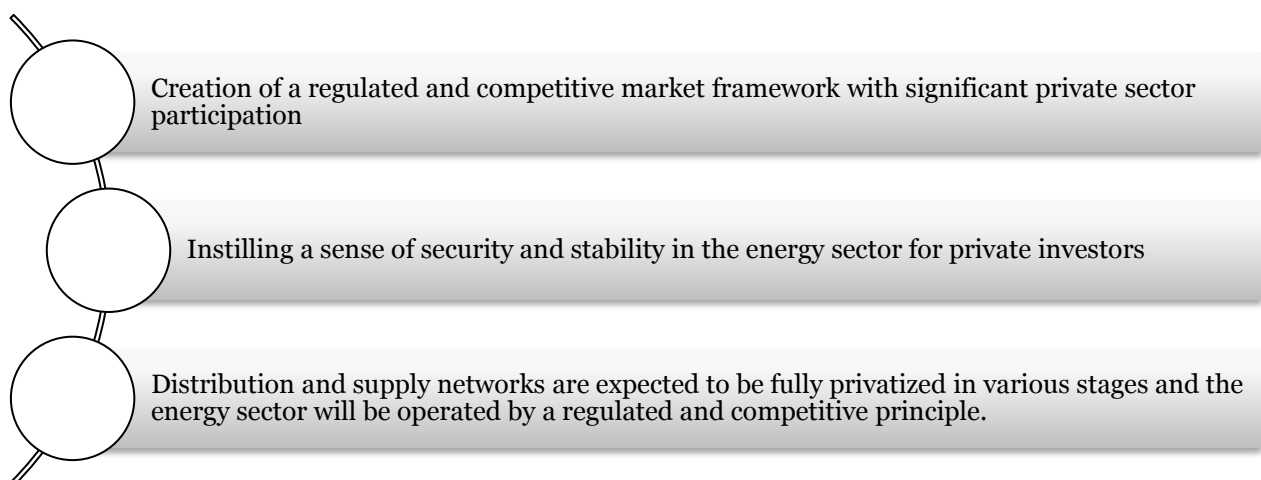 Creation of a regulated and competitive market framework with significant private sector
participation
Instilling a sense of security and stability in the energy sector for private investors
Distribution and supply networks are expected to be fully privatized in various stages and the
energy sector will be operated by a regulated and competitive principle.